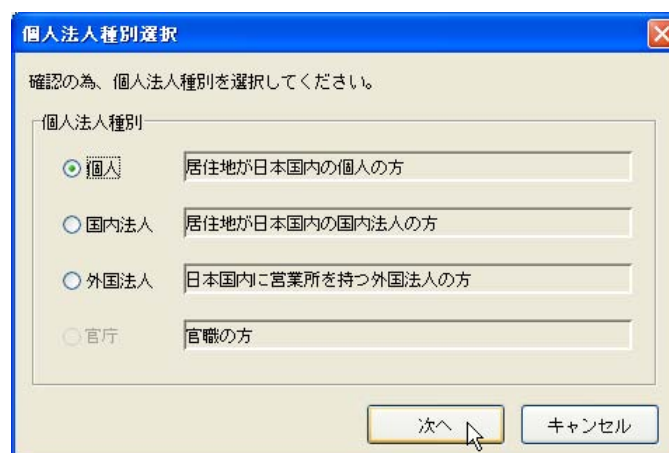 個人法人種別選択
確認の為、個人法人種別を選択してください。
個人法人種別
個人 居住地が日本国内の個人の方
国内法人 居住地が日本国内の国内法人の方
外国法人 日本国内に営業所を持つ外国法人の方
官庁 官職の方
次へ キャンセル